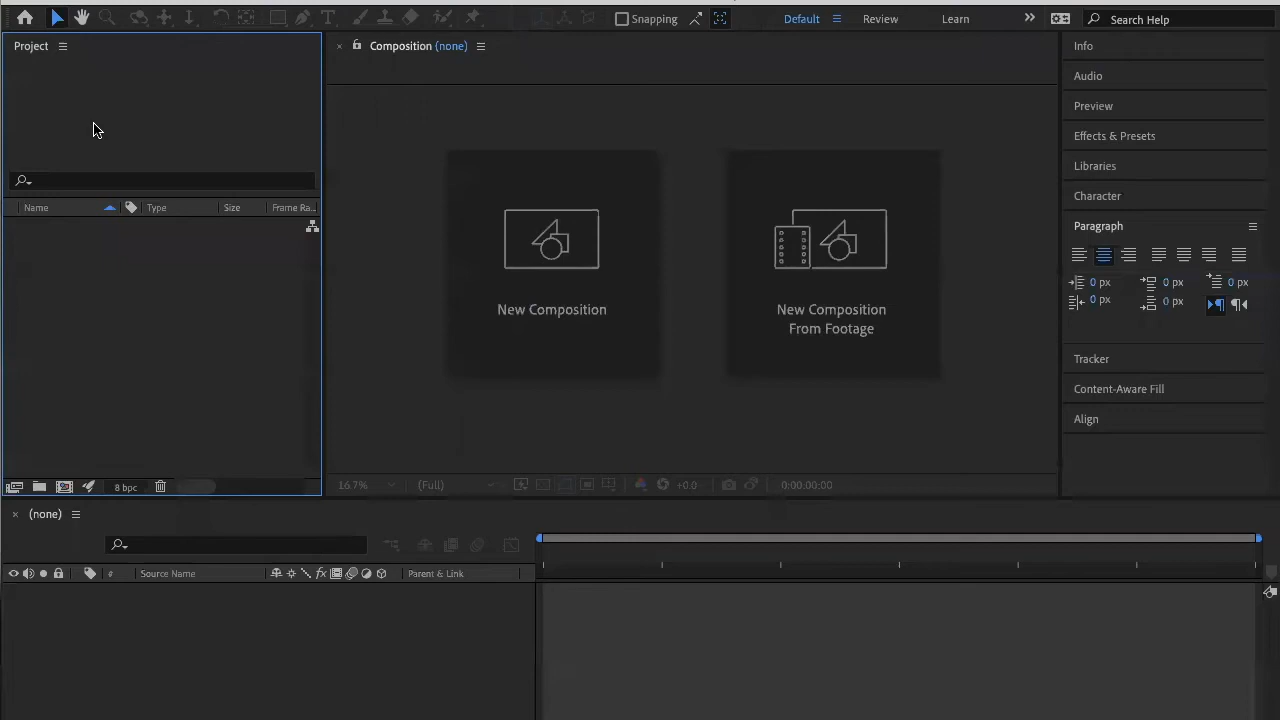 Snapping Default Review Learn Search Help
Project
Composition (none)
Name Type Size Frame Ra...
New Composition
New Composition
From Footage
Info
Audio
Preview
Effects & Presets
Libraries
Character
Paragraph
0 px 0 px 0 px
0 px 0 px
Tracker
Content-Aware Fill
Align
8 bpc
16.7% (Full) +0.0 0:00:00:00
(none)
# Source Name fx Parent & Link